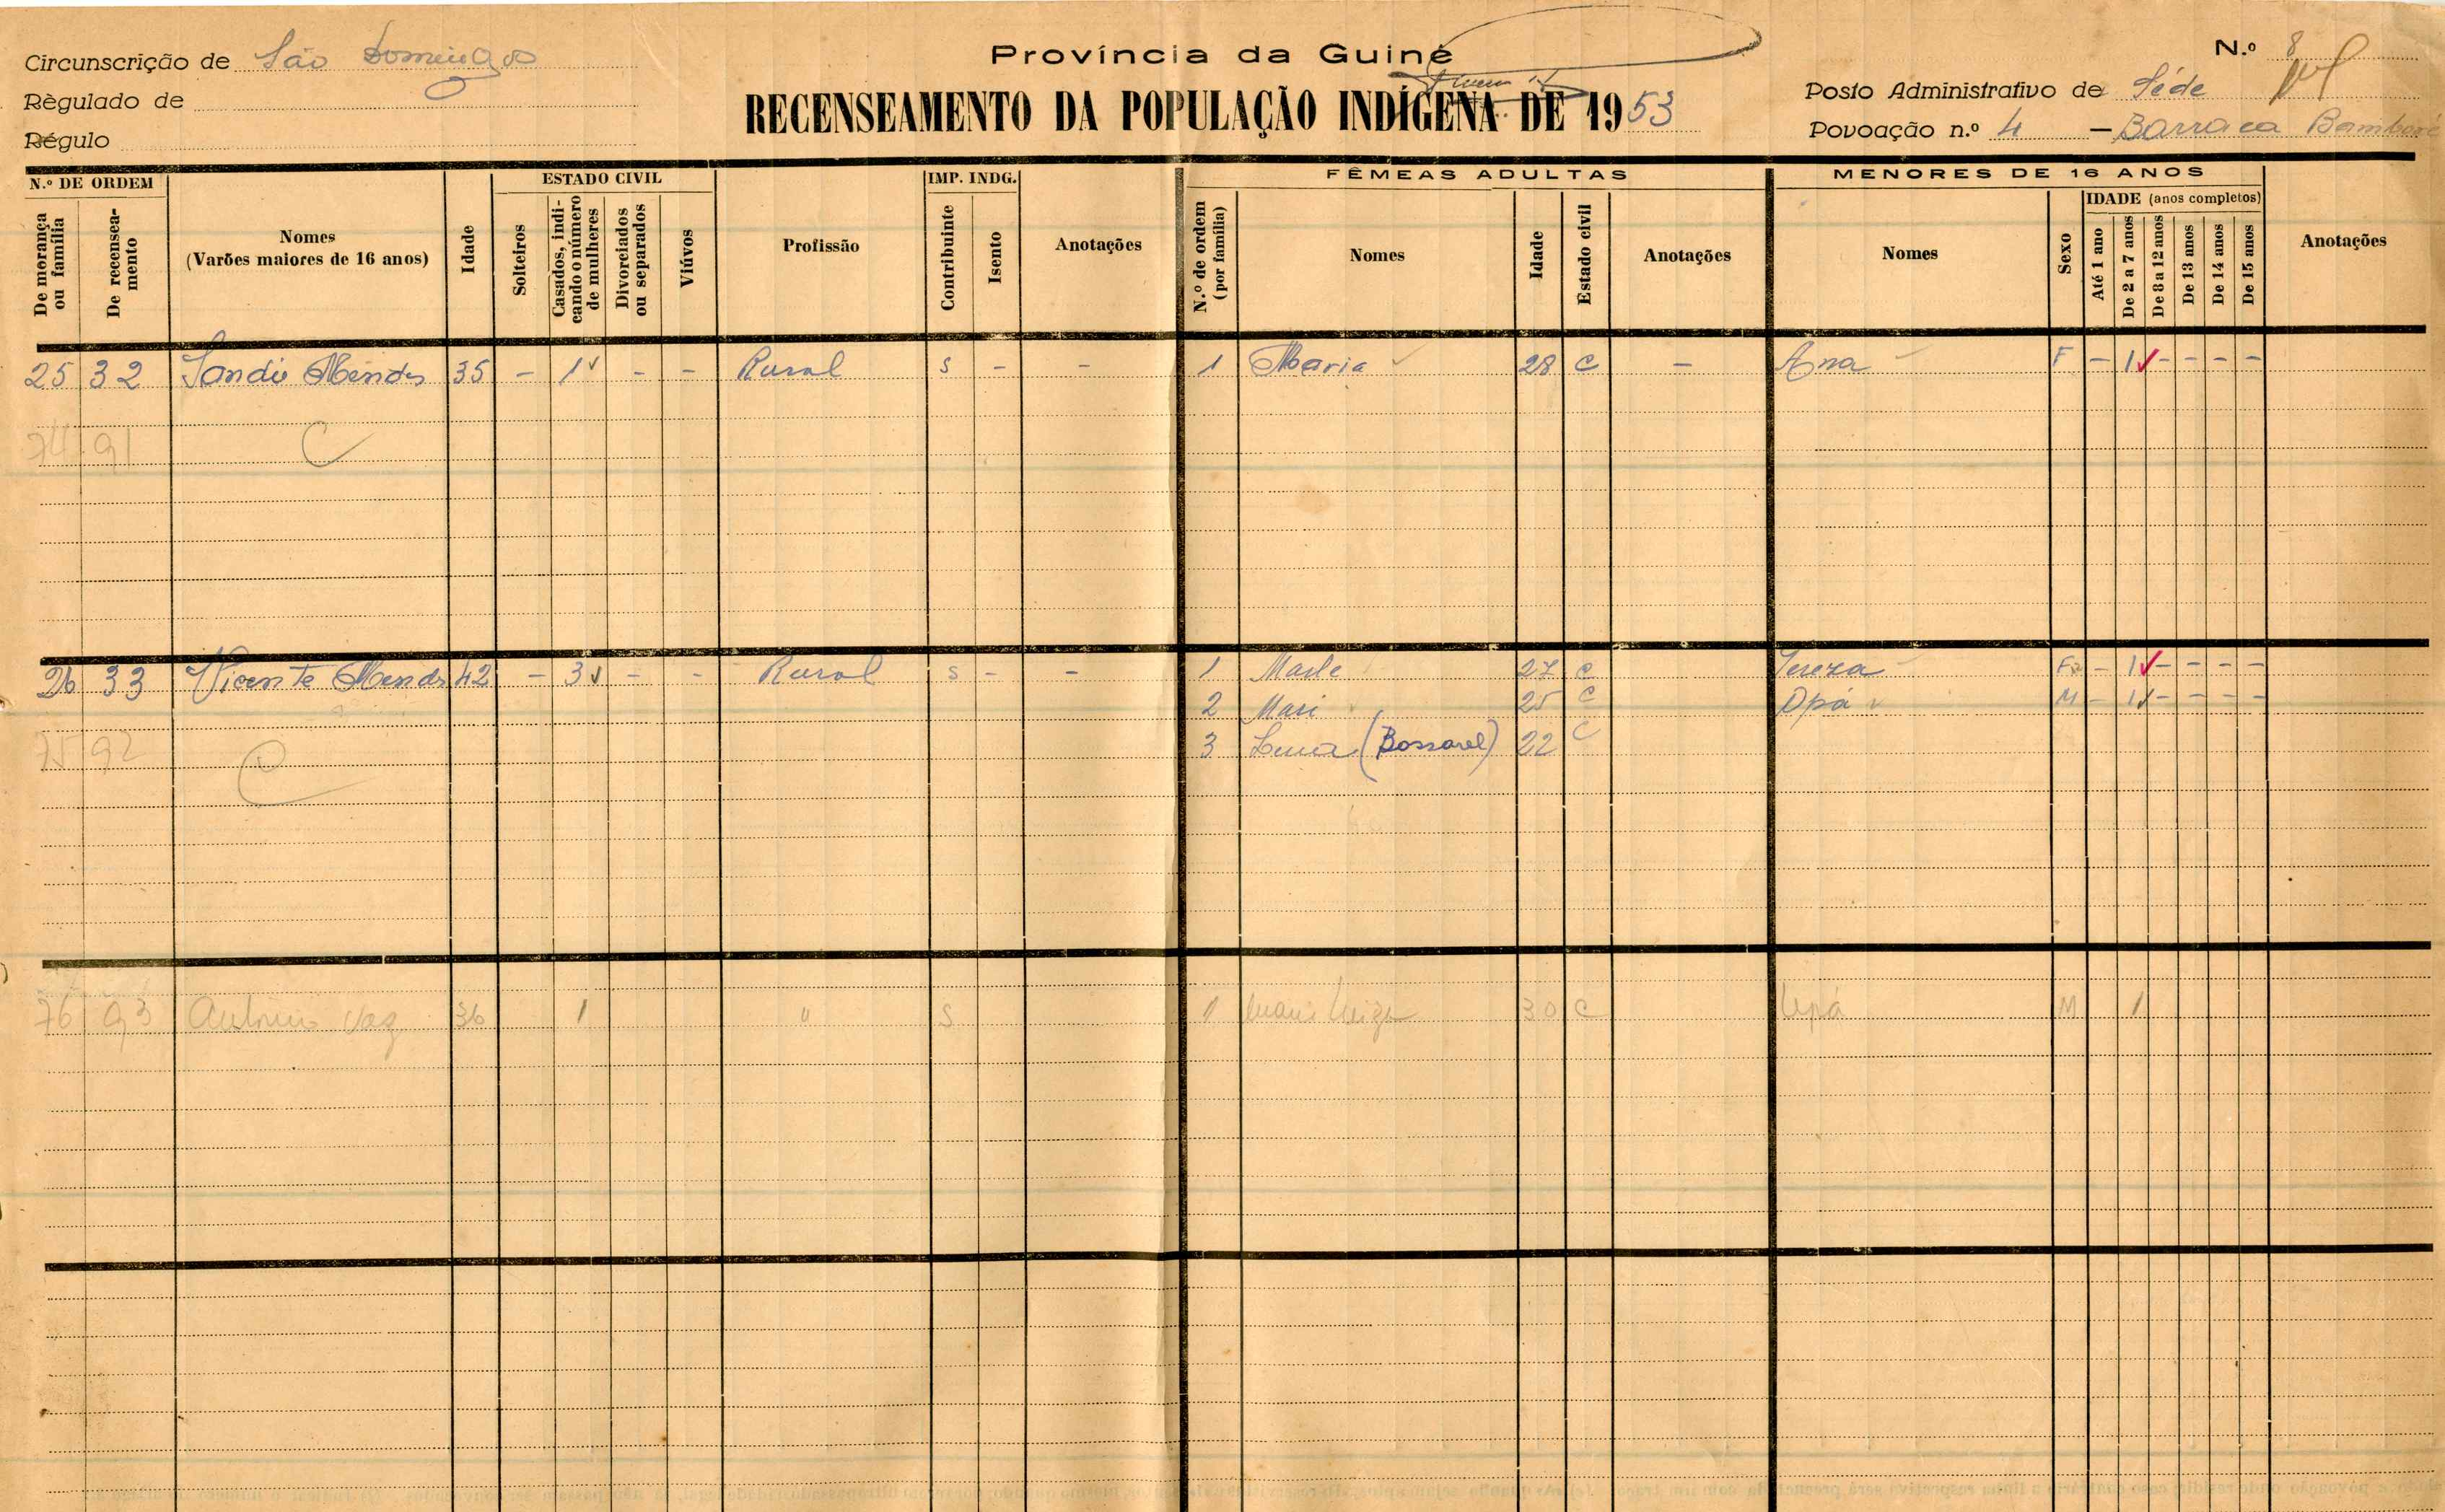 Província da Guiné
N.º 8
Circunscrição de São Domingos
Règulado de
Régulo
RECENSEAMENTO DA POPULAÇÃO INDÍGENA DE 1953
Posto Administrativo de Séde
Povoação n.º 4 — Barraca
N.º DE ORDEM
De morança ou família
De recenseamento
Nomes
(Varões maiores de 16 anos)
Idade
ESTADO CIVIL
Solteiros
Casados, indicando o número de mulheres
Divorciados ou separados
Viúvos
Profissão
IMP. INDG.
Contribuinte
Isento
Anotações
FÊMEAS ADULTAS
N.º de ordem (por família)
Nomes
Idade
Estado civil
Anotações
MENORES DE 16 ANOS
Nomes
Sexo
IDADE (anos completos)
Até 1 ano
De 2 a 7 anos
De 8 a 12 anos
De 13 anos
De 14 anos
De 15 anos
Anotações
25 32 Mendes 35 - 1 - - Rural S - - 1 Maria 28 C - Ana F - 1 - - - -
74 91 C
26 33 Vicente Mendes 42 - 3 - - Rural S - - 1 27 C Tereza F - 1 - - - -
2 25 C Opá M - 1 - - - -
75 92 C 3 22 C
76 93 António Vaz 36 1 " S 1 30 C Upá M 1